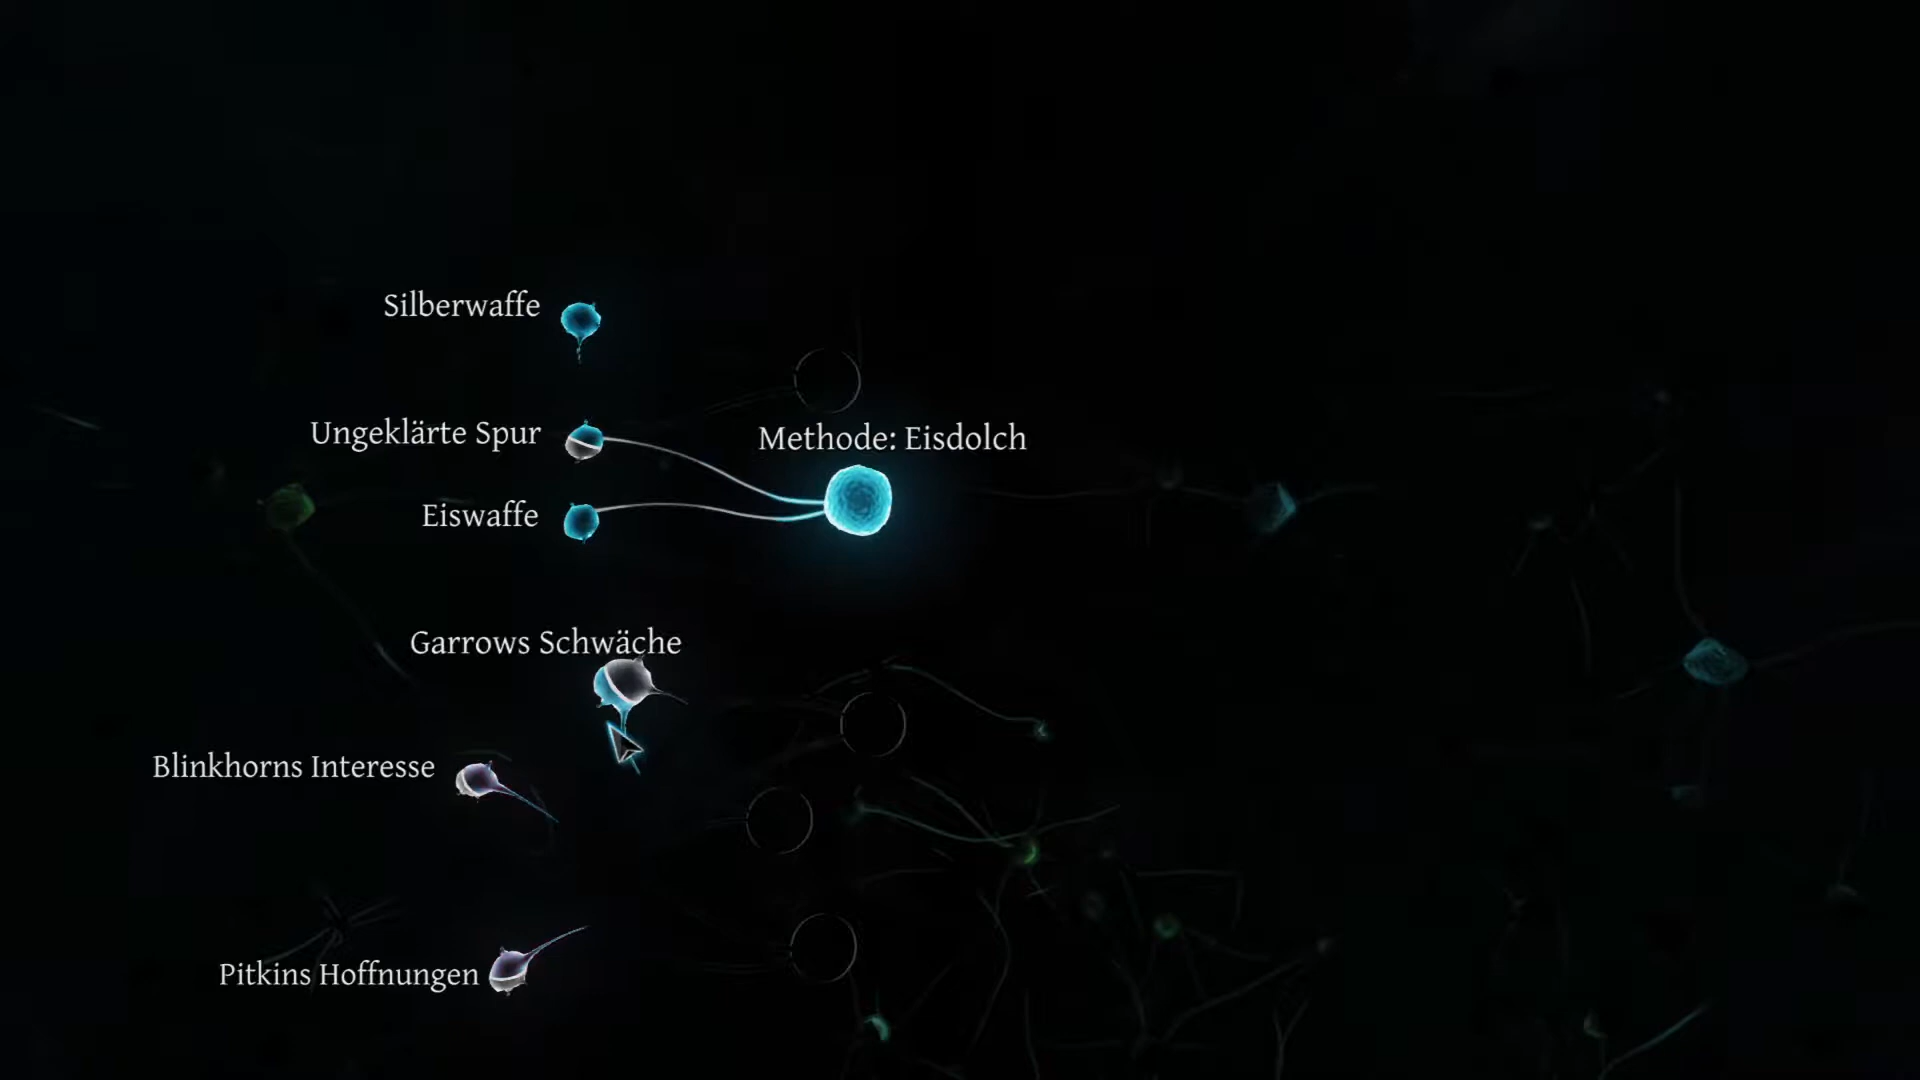 Silberwaffe
Ungeklärte Spur
Methode: Eisdolch
Eiswaffe
Garrows Schwäche
Blinkhorns Interesse
Pitkins Hoffnungen